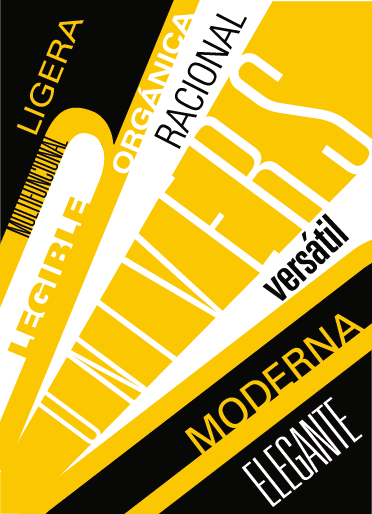 LIGERA
MULTIFUNCIONAL
LEGIBLE
ORGÁNICA
RACIONAL
UNIVERS
versátil
MODERNA
ELEGANTE